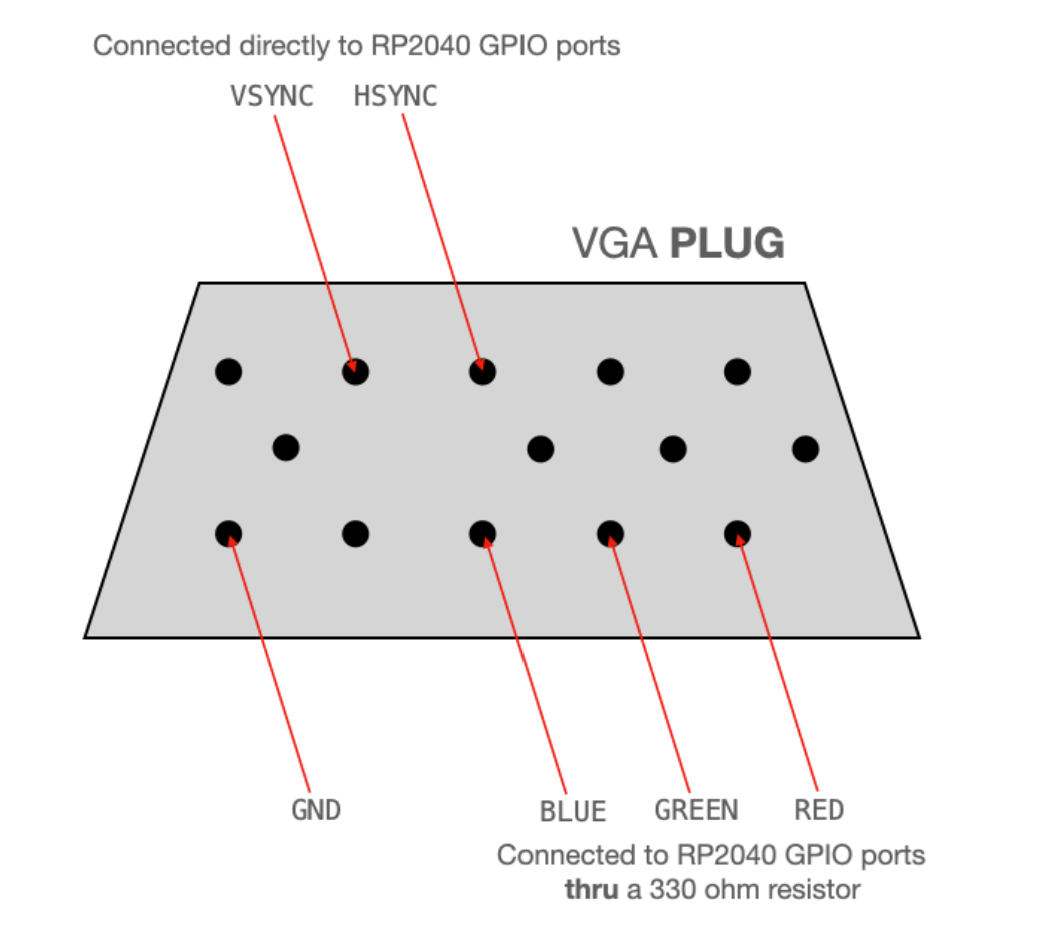 Connected directly to RP2040 GPIO ports
VSYNC HSYNC
VGA PLUG
GND BLUE GREEN RED
Connected to RP2040 GPIO ports
thru a 330 ohm resistor